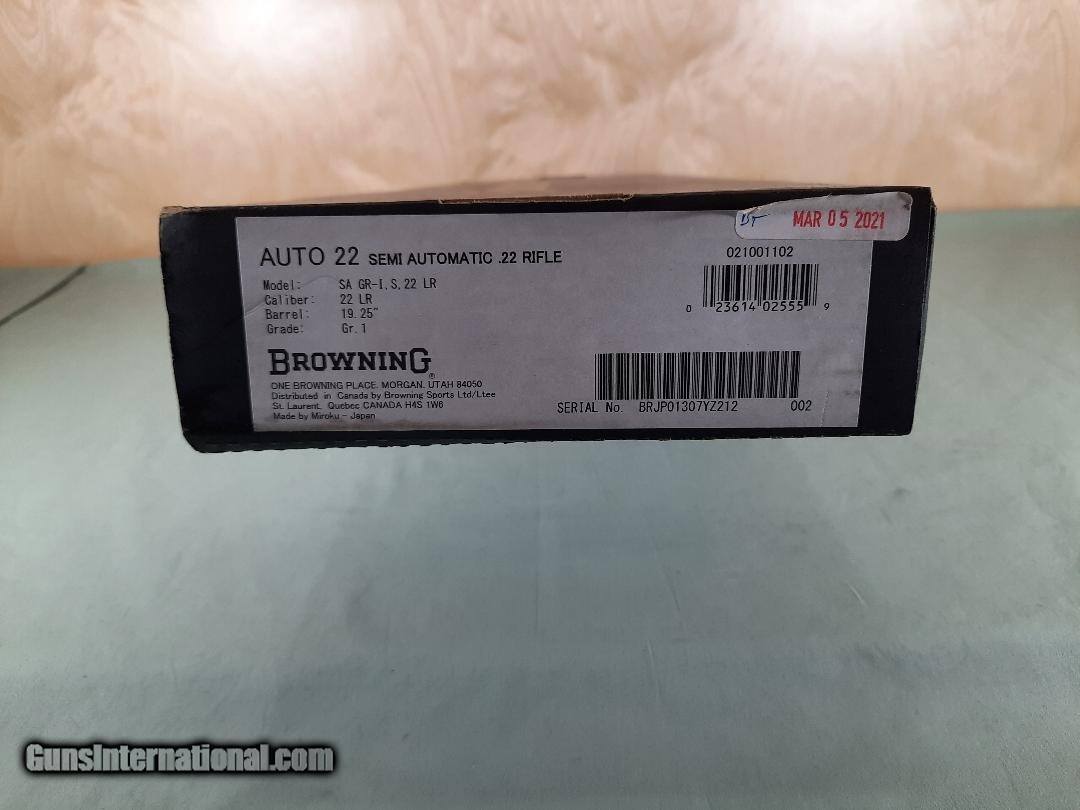 BT MAR 05 2021
AUTO 22 SEMI AUTOMATIC .22 RIFLE
Model: SA GR-I,S,22 LR
Caliber: 22 LR
Barrel: 19.25"
Grade: Gr.1
021001102
0 23614 02555 9
BROWNING®
ONE BROWNING PLACE, MORGAN, UTAH 84050
Distributed in Canada by Browning Sports Ltd/Ltee
St. Laurent, Quebec CANADA H4S 1W6
Made by Miroku - Japan
SERIAL No. BRJP01307YZ212 002
GunsInternational.com